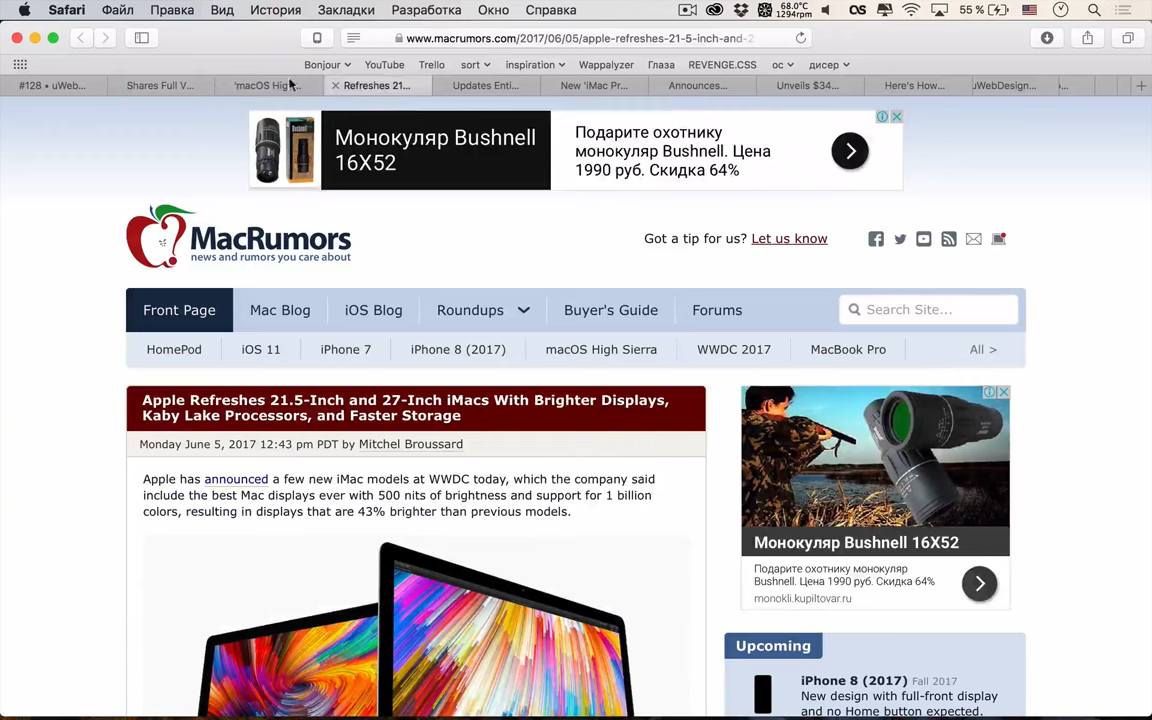 Safari Файл Правка Вид История Закладки Разработка Окно Справка 68.0°C 1294rpm 55 %
www.macrumors.com/2017/06/05/apple-refreshes-21-5-inch-and-2
Bonjour YouTube Trello sort inspiration Wappalyzer Глаза REVENGE.CSS ос дисер
#128 • uWeb... Shares Full V... 'macOS Hig... Refreshes 21... Updates Enti... New 'iMac Pr... Announces... Unveils $34... Here's How... uWebDesign...
Монокуляр Bushnell 16X52
Подарите охотнику монокуляр Bushnell. Цена 1990 руб. Скидка 64%
MacRumors
news and rumors you care about
Got a tip for us? Let us know
Front Page Mac Blog iOS Blog Roundups Buyer's Guide Forums Search Site...
HomePod iOS 11 iPhone 7 iPhone 8 (2017) macOS High Sierra WWDC 2017 MacBook Pro All >
Apple Refreshes 21.5-Inch and 27-Inch iMacs With Brighter Displays,
Kaby Lake Processors, and Faster Storage
Monday June 5, 2017 12:43 pm PDT by Mitchel Broussard
Apple has announced a few new iMac models at WWDC today, which the company said
include the best Mac displays ever with 500 nits of brightness and support for 1 billion
colors, resulting in displays that are 43% brighter than previous models.
Монокуляр Bushnell 16X52
Подарите охотнику монокуляр
Bushnell. Цена 1990 руб. Скидка 64%
monokli.kupiltovar.ru
Upcoming
iPhone 8 (2017) Fall 2017
New design with full-front display
and no Home button expected.